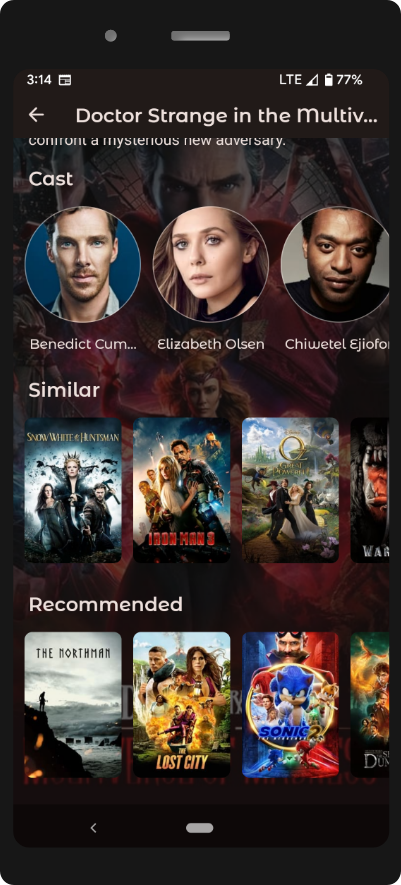 3:14 LTE 77%
Doctor Strange in the Multiv...
confront a mysterious new adversary.
Cast
Benedict Cum... Elizabeth Olsen Chiwetel Ejiofor
Similar
SNOW WHITE & THE HUNTSMAN
IRON MAN 3
OZ
GREAT
POWERFUL
WAR
Recommended
THE NORTHMAN
THE
LOST CITY
SONIC 2
THE HEDGEHOG